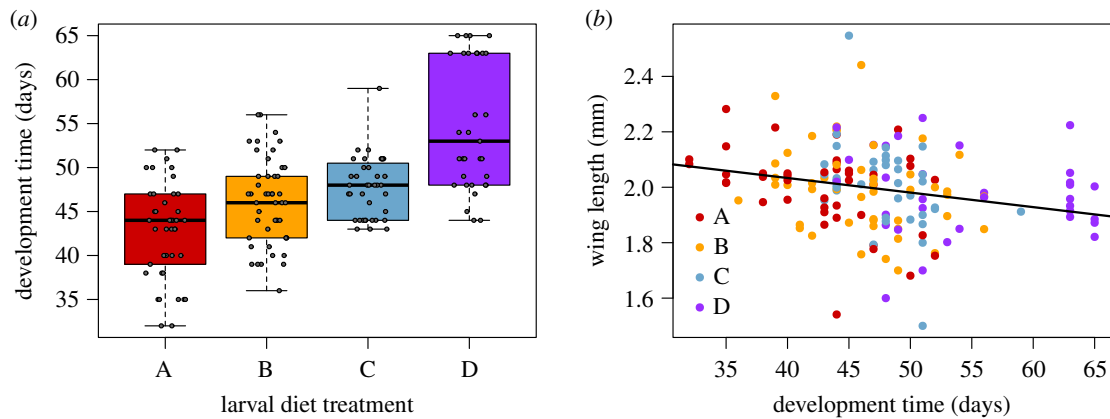 (a)
development time (days)
65
60
55
50
45
40
35
A B C D
larval diet treatment
(b)
wing length (mm)
2.4
2.2
2.0
1.8
1.6
A
B
C
D
35 40 45 50 55 60 65
development time (days)